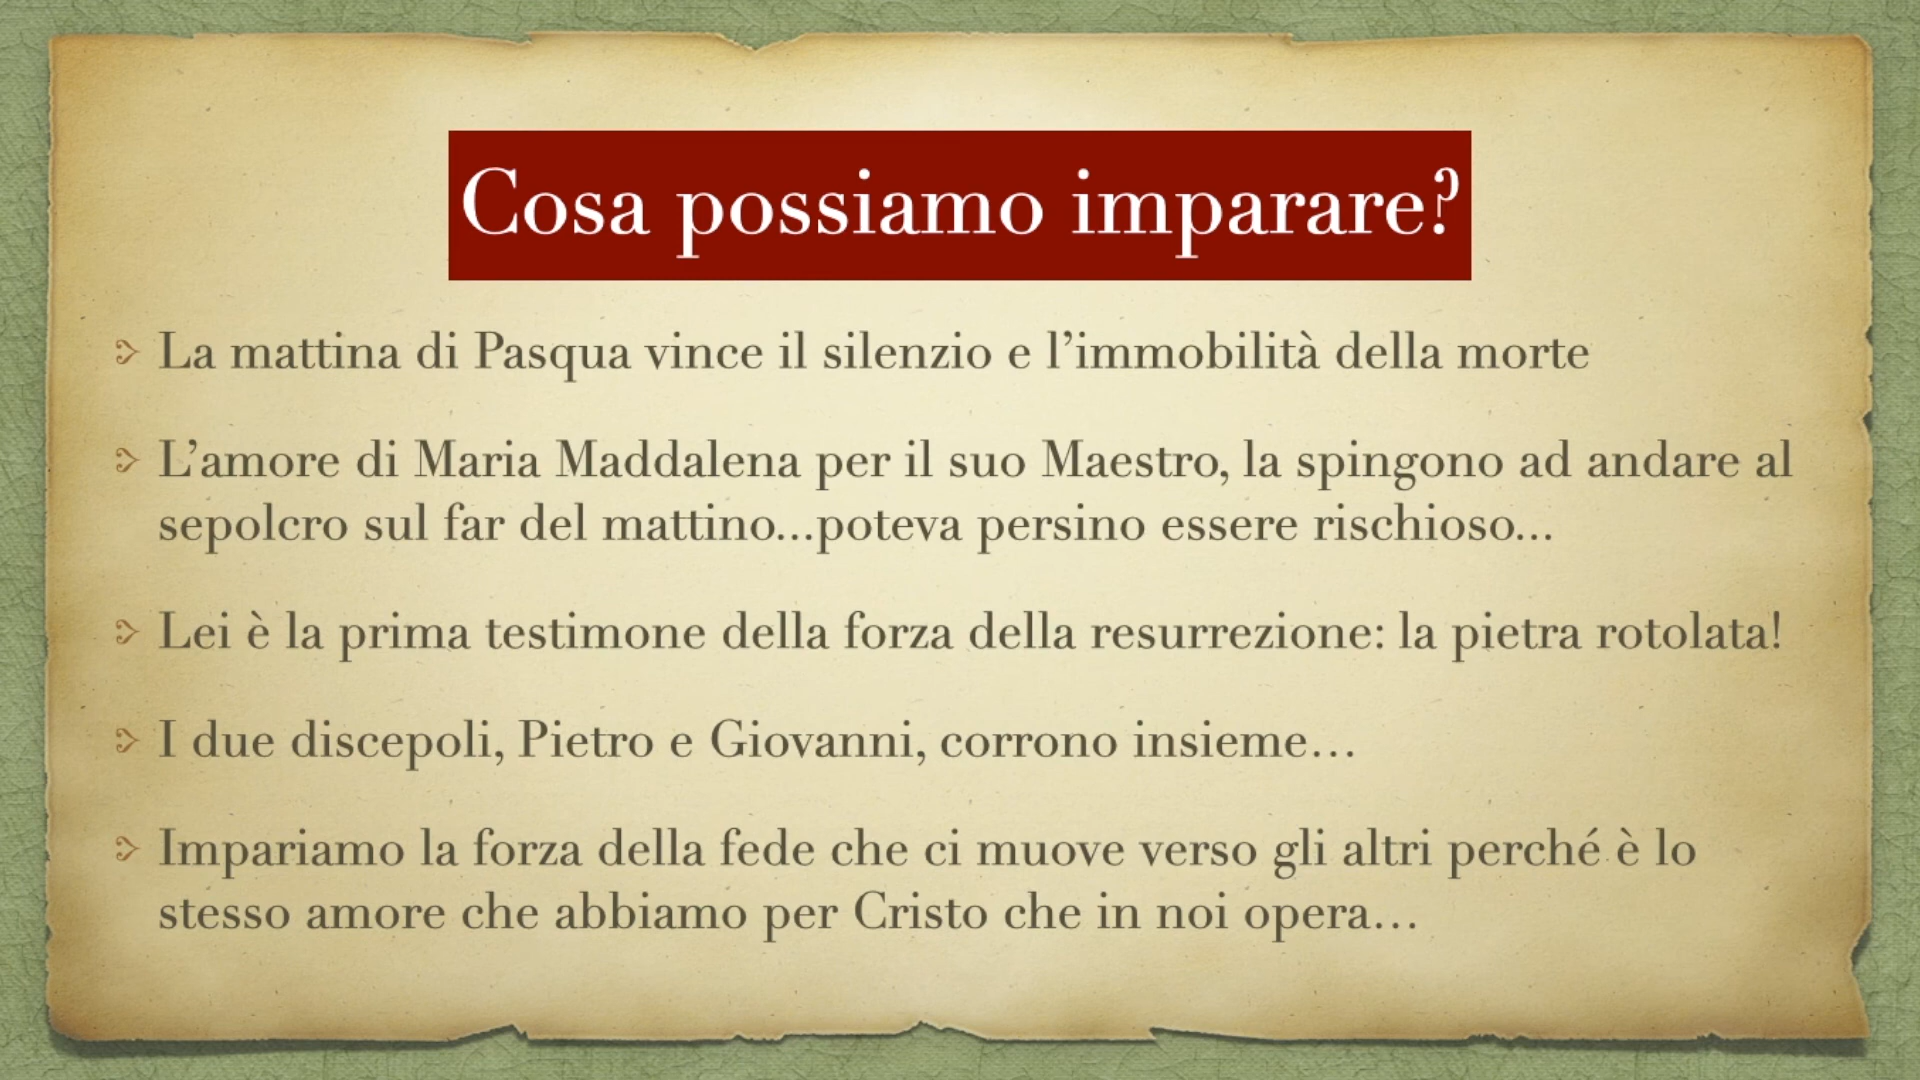 Cosa possiamo imparare?
La mattina di Pasqua vince il silenzio e l’immobilità della morte
L’amore di Maria Maddalena per il suo Maestro, la spingono ad andare al
sepolcro sul far del mattino...poteva persino essere rischioso...
Lei è la prima testimone della forza della resurrezione: la pietra rotolata!
I due discepoli, Pietro e Giovanni, corrono insieme…
Impariamo la forza della fede che ci muove verso gli altri perché è lo
stesso amore che abbiamo per Cristo che in noi opera…